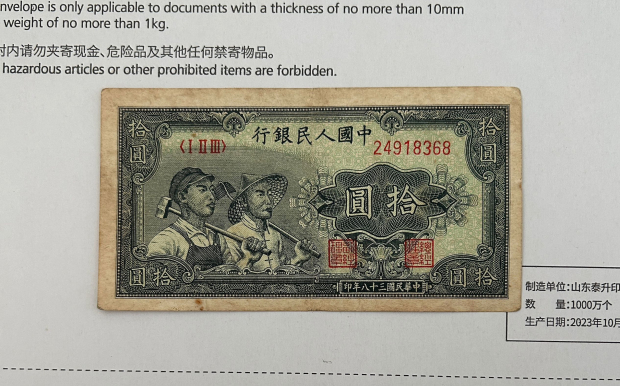 nvelope is only applicable to documents with a thickness of no more than 10mm
weight of no more than 1kg.
封内请勿夹寄现金、危险品及其他任何禁寄物品。
hazardous articles or other prohibited items are forbidden.
拾圓
行銀民人國中
拾圓
〈I II III〉
24918368
圓拾
圓拾
印年八十三國民華中
圓拾
制造单位:山东泰升印
数 量:1000万个
生产日期:2023年10月